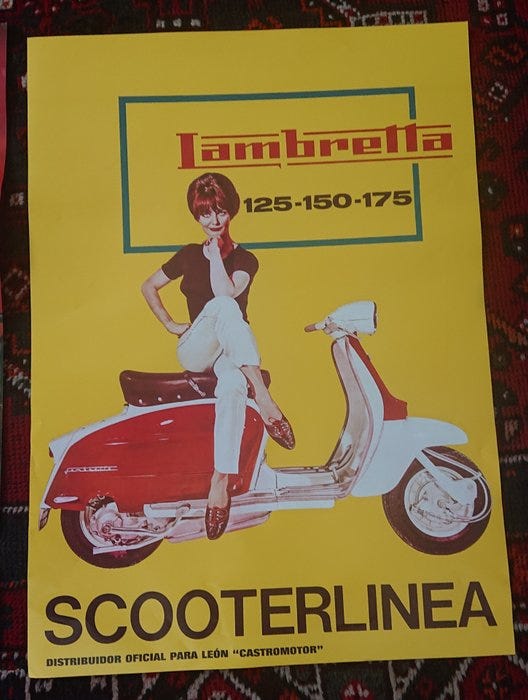 Lambretta
125-150-175
SCOOTERLINEA
DISTRIBUIDOR OFICIAL PARA LEÓN "CASTROMOTOR"